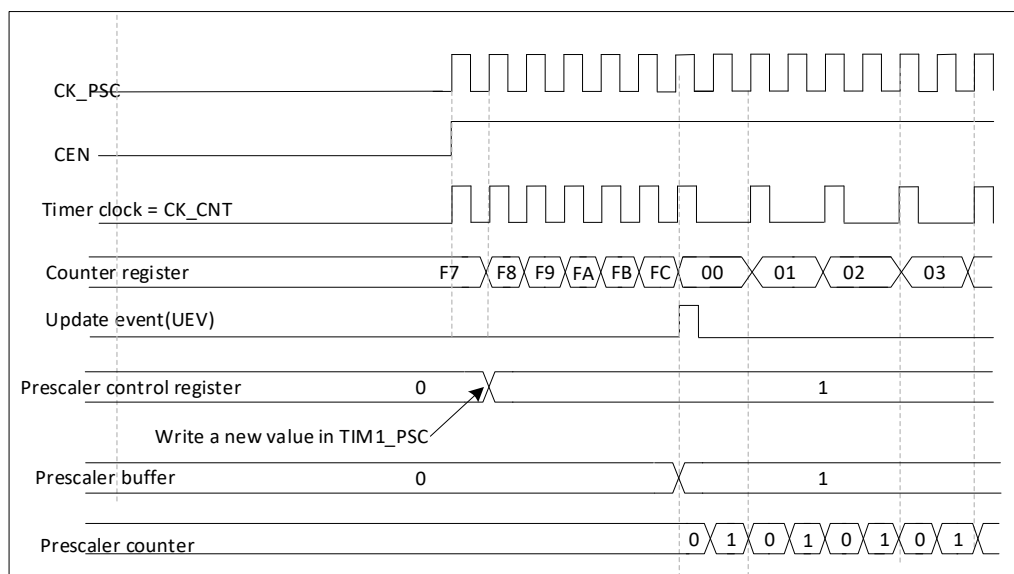 CK_PSC
CEN
Timer clock = CK_CNT
Counter register F7 F8 F9 FA FB FC 00 01 02 03
Update event(UEV)
Prescaler control register 0 1
Write a new value in TIM1_PSC
Prescaler buffer 0 1
Prescaler counter 0 1 0 1 0 1 0 1